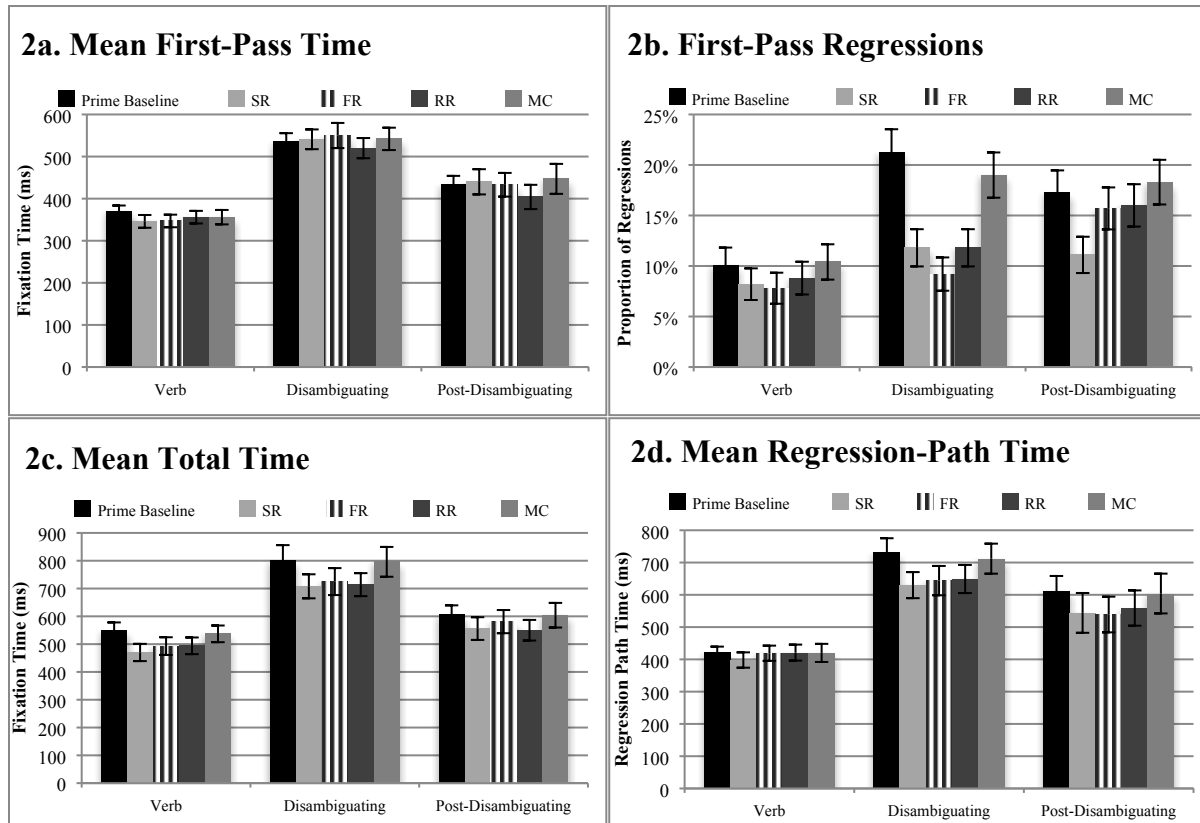 2a. Mean First-Pass Time
Prime Baseline SR FR RR MC
Fixation Time (ms)
600
500
400
300
200
100
0
Verb Disambiguating Post-Disambiguating
2b. First-Pass Regressions
Prime Baseline SR FR RR MC
Proportion of Regressions
25%
20%
15%
10%
5%
0%
Verb Disambiguating Post-Disambiguating
2c. Mean Total Time
Prime Baseline SR FR RR MC
Fixation Time (ms)
900
800
700
600
500
400
300
200
100
0
Verb Disambiguating Post-Disambiguating
2d. Mean Regression-Path Time
Prime Baseline SR FR RR MC
Regression Path Time (ms)
800
700
600
500
400
300
200
100
0
Verb Disambiguating Post-Disambiguating